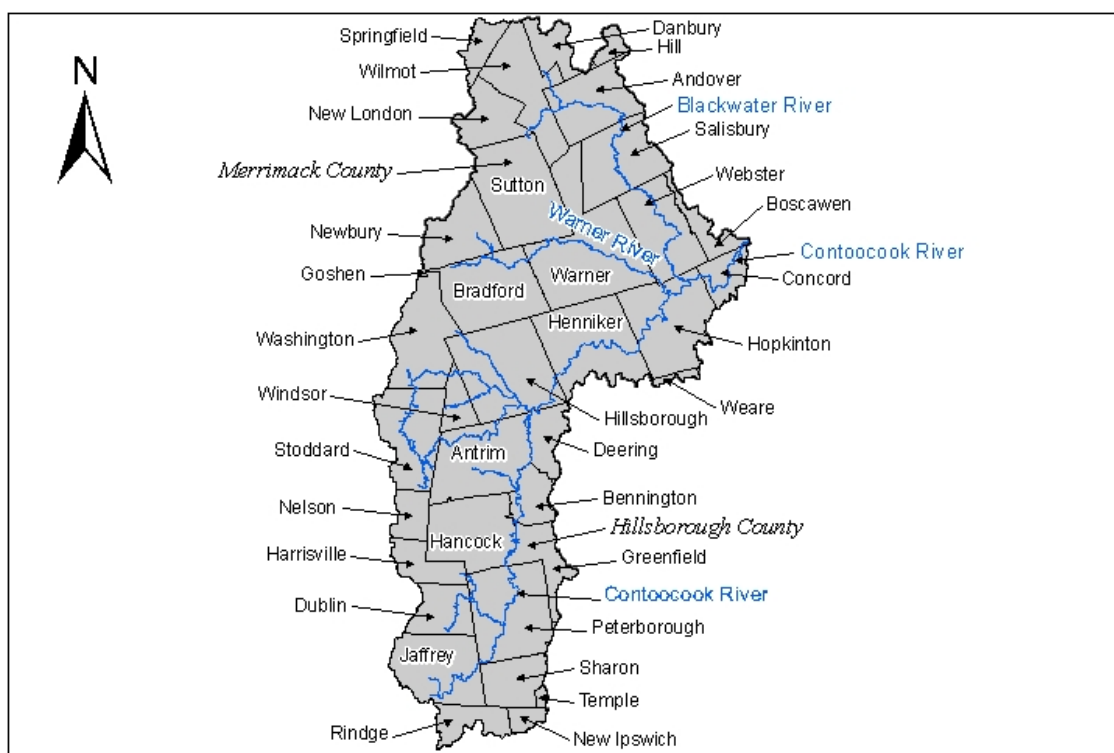 Springfield
Danbury
Hill
Wilmot
Andover
N
New London
Blackwater River
Salisbury
Merrimack County
Webster
Sutton
Boscawen
Newbury
Warner River
Contoocook River
Goshen
Warner
Concord
Bradford
Henniker
Washington
Hopkinton
Windsor
Hillsborough
Weare
Stoddard
Antrim
Deering
Nelson
Bennington
Hillsborough County
Hancock
Harrisville
Greenfield
Dublin
Contoocook River
Peterborough
Jaffrey
Sharon
Temple
Rindge
New Ipswich